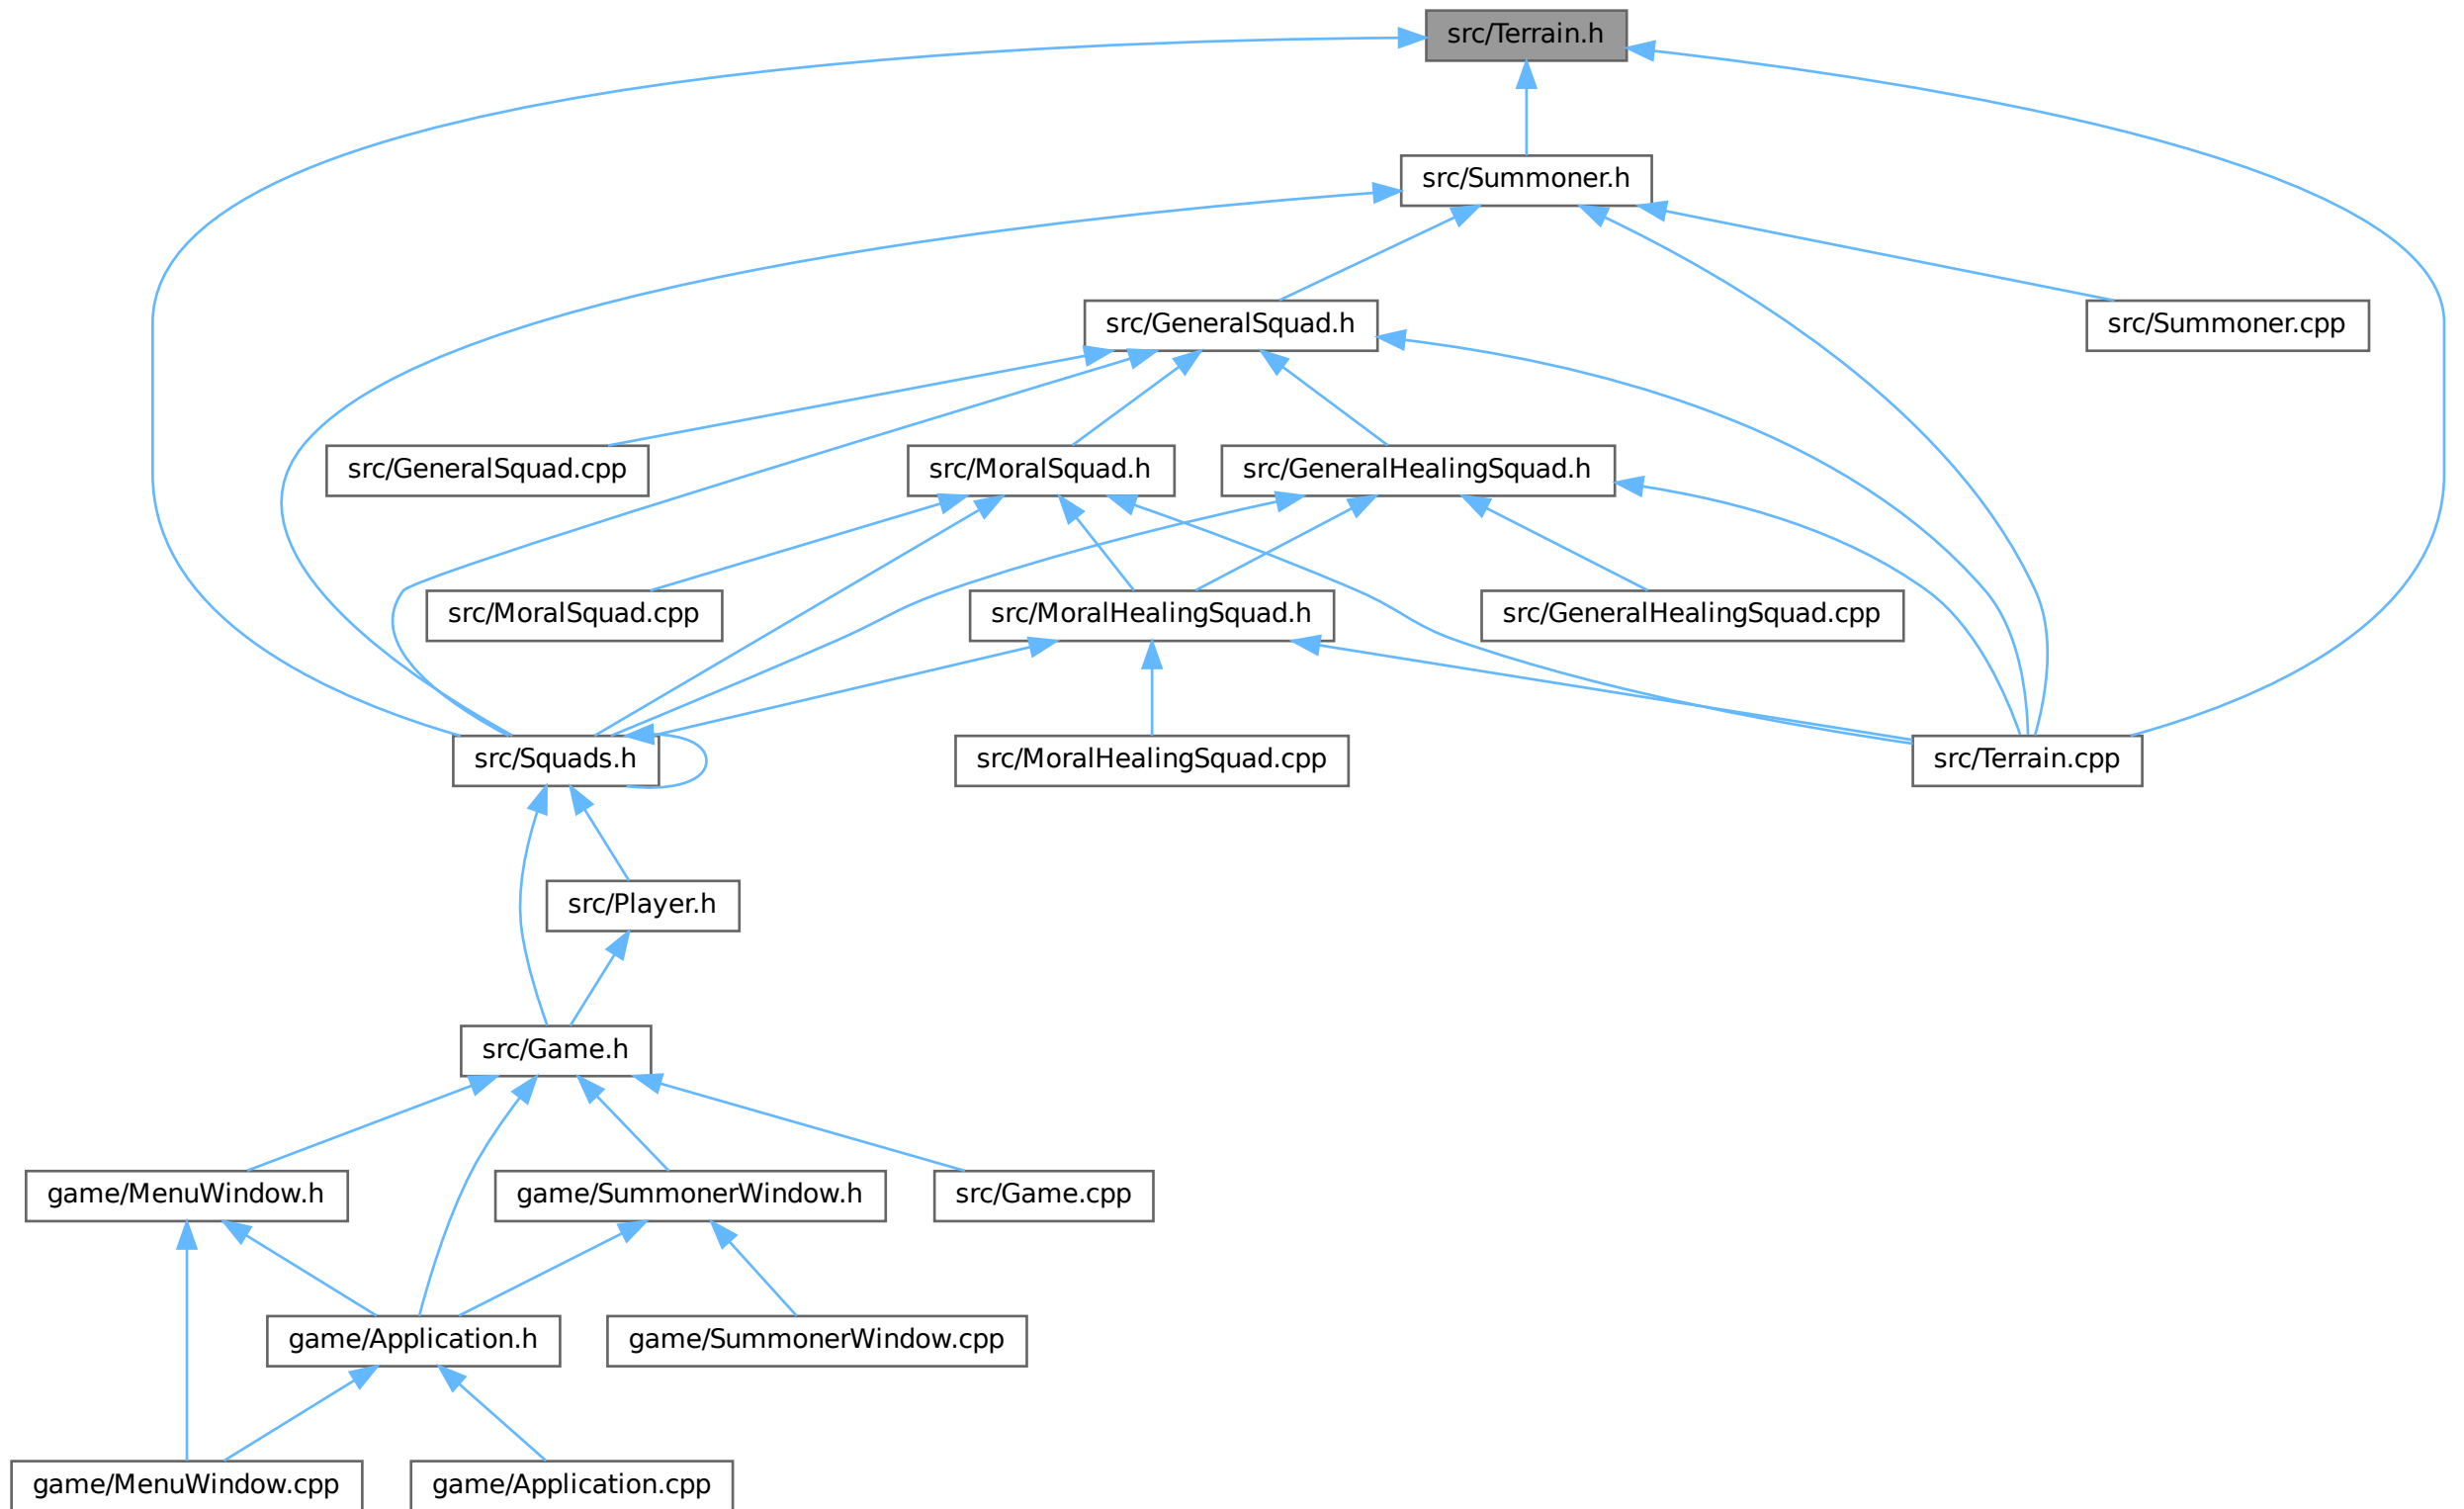 src/Terrain.h
src/Summoner.h
src/GeneralSquad.h
src/Summoner.cpp
src/GeneralSquad.cpp
src/MoralSquad.h
src/GeneralHealingSquad.h
src/MoralSquad.cpp
src/MoralHealingSquad.h
src/GeneralHealingSquad.cpp
src/Squads.h
src/MoralHealingSquad.cpp
src/Terrain.cpp
src/Player.h
src/Game.h
game/MenuWindow.h
game/SummonerWindow.h
src/Game.cpp
game/Application.h
game/SummonerWindow.cpp
game/MenuWindow.cpp
game/Application.cpp